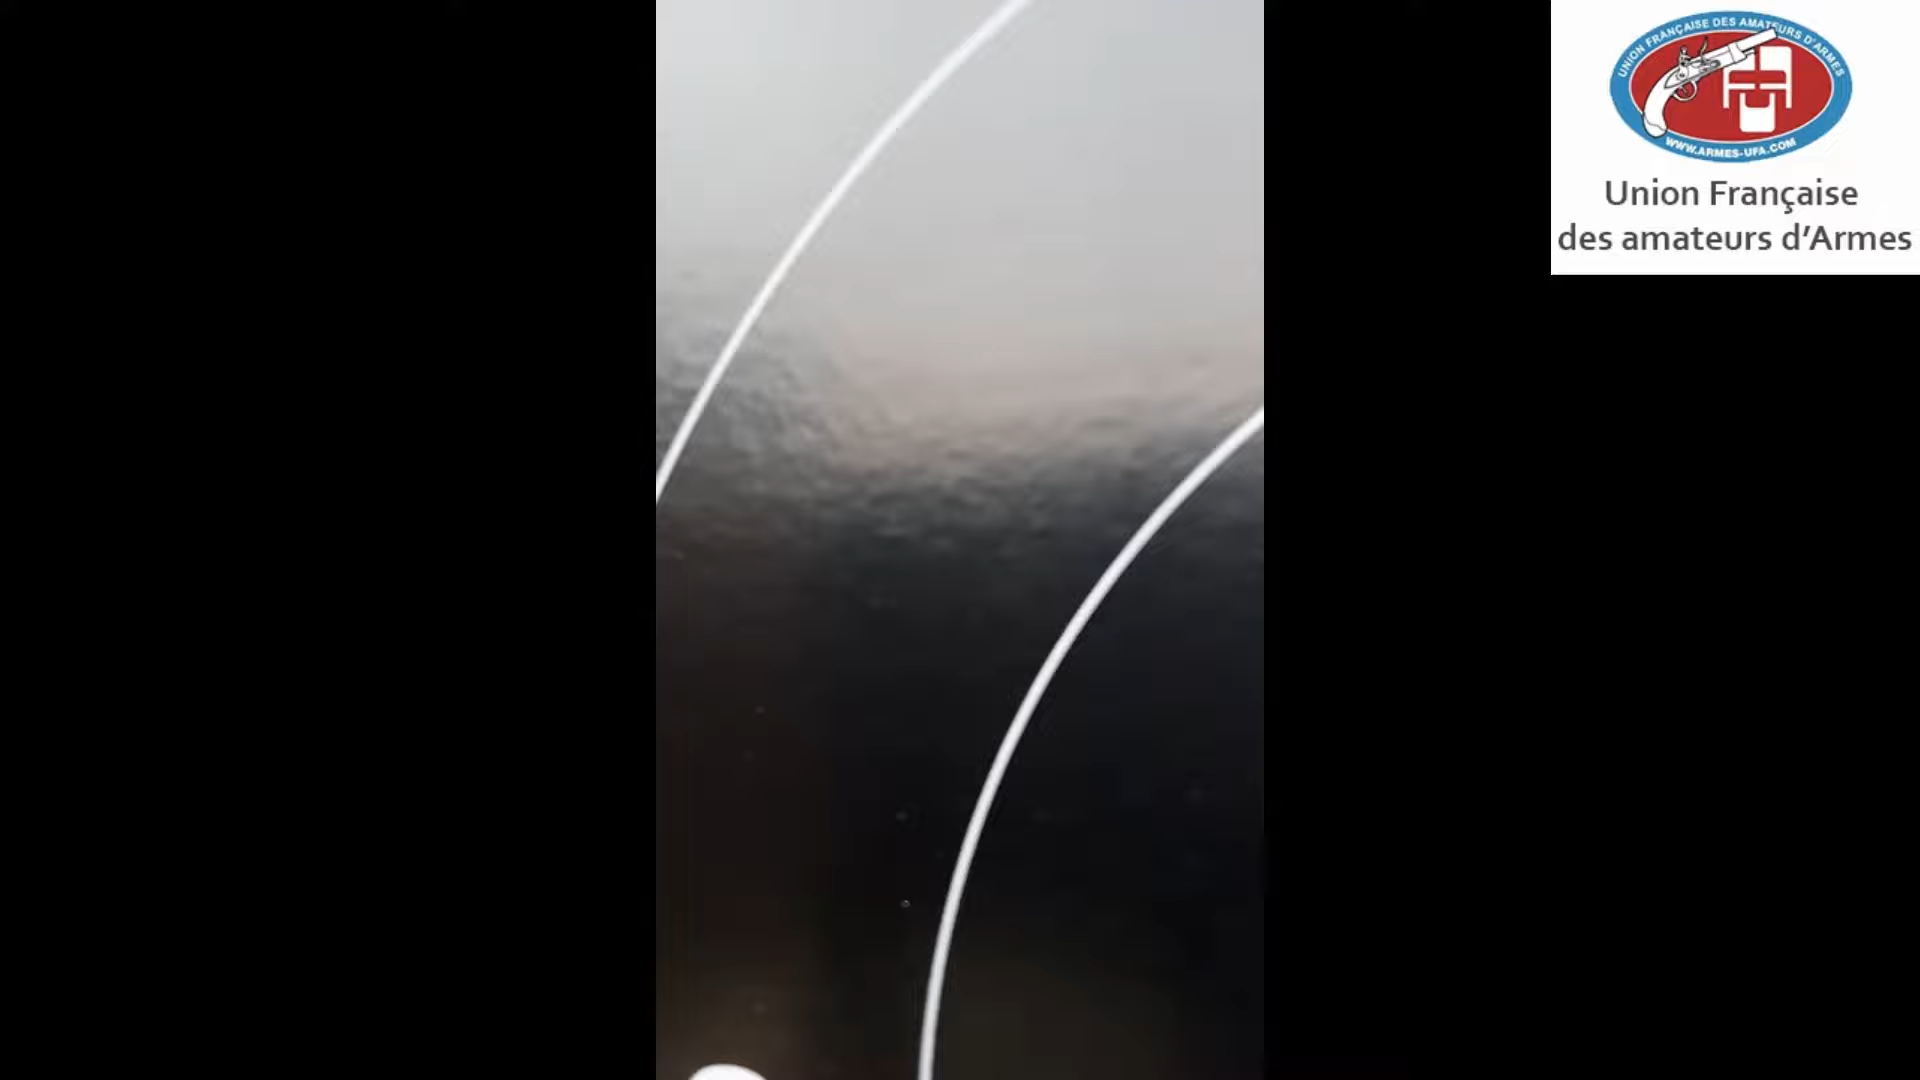 UNION FRANÇAISE DES AMATEURS D'ARMES
WWW.ARMES-UFA.COM
Union Française
des amateurs d'Armes